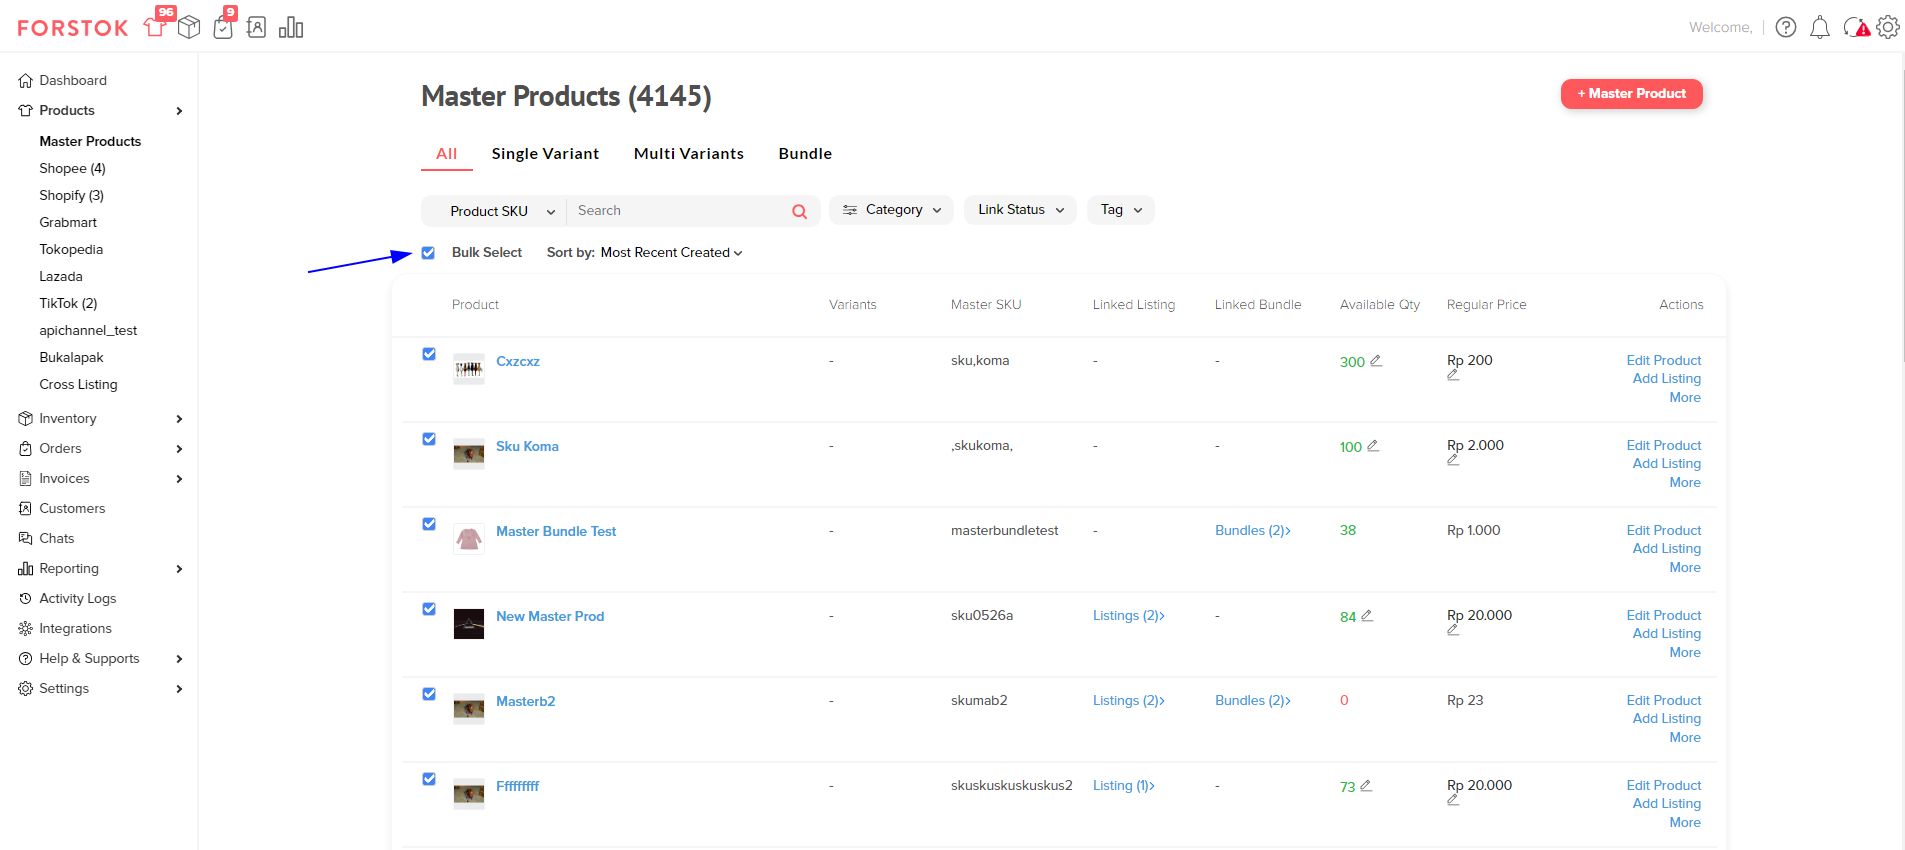 FORSTOK 96 9 Welcome,
Dashboard
Products
Master Products
Shopee (4)
Shopify (3)
Grabmart
Tokopedia
Lazada
TikTok (2)
apichannel_test
Bukalapak
Cross Listing
Inventory
Orders
Invoices
Customers
Chats
Reporting
Activity Logs
Integrations
Help & Supports
Settings
Master Products (4145) + Master Product
All Single Variant Multi Variants Bundle
Product SKU Search Category Link Status Tag
Bulk Select Sort by: Most Recent Created
Product Variants Master SKU Linked Listing Linked Bundle Available Qty Regular Price Actions
Cxzcxz - sku,koma - - 300 Rp 200 Edit Product
Add Listing
More
Sku Koma - ,skukoma, - - 100 Rp 2.000 Edit Product
Add Listing
More
Master Bundle Test - masterbundletest - Bundles (2)> 38 Rp 1.000 Edit Product
Add Listing
More
New Master Prod - sku0526a Listings (2)> - 84 Rp 20.000 Edit Product
Add Listing
More
Masterb2 - skumab2 Listings (2)> Bundles (2)> 0 Rp 23 Edit Product
Add Listing
More
Fffffffff - skuskuskuskuskus2 Listing (1)> - 73 Rp 20.000 Edit Product
Add Listing
More